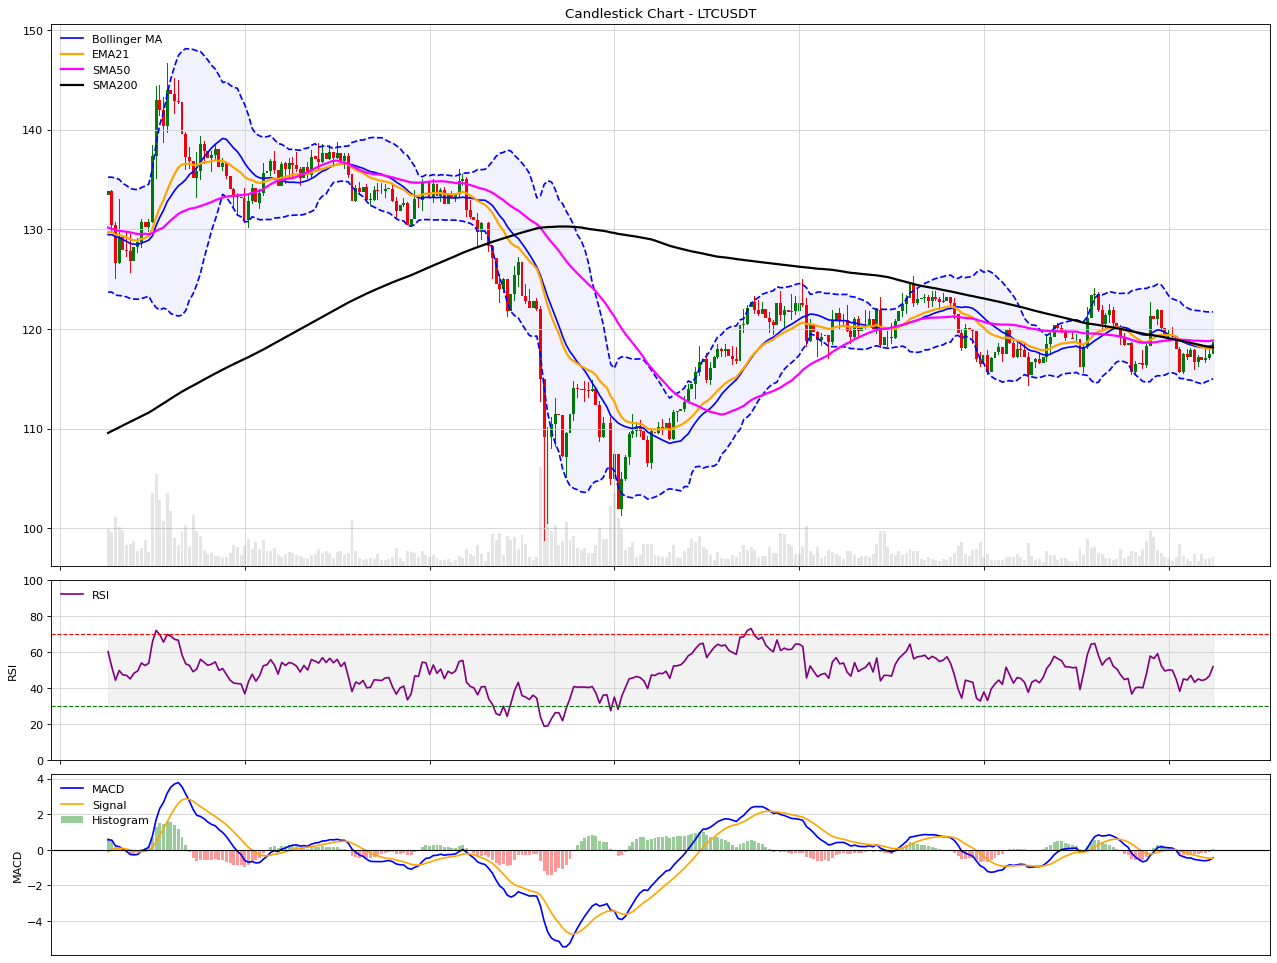 Candlestick Chart - LTCUSDT
150
Bollinger MA
EMA21
SMA50
SMA200
140
130
120
110
100
100
RSI
80
60
RSI
40
20
0
4
MACD
Signal
2
Histogram
0
MACD
−2
−4